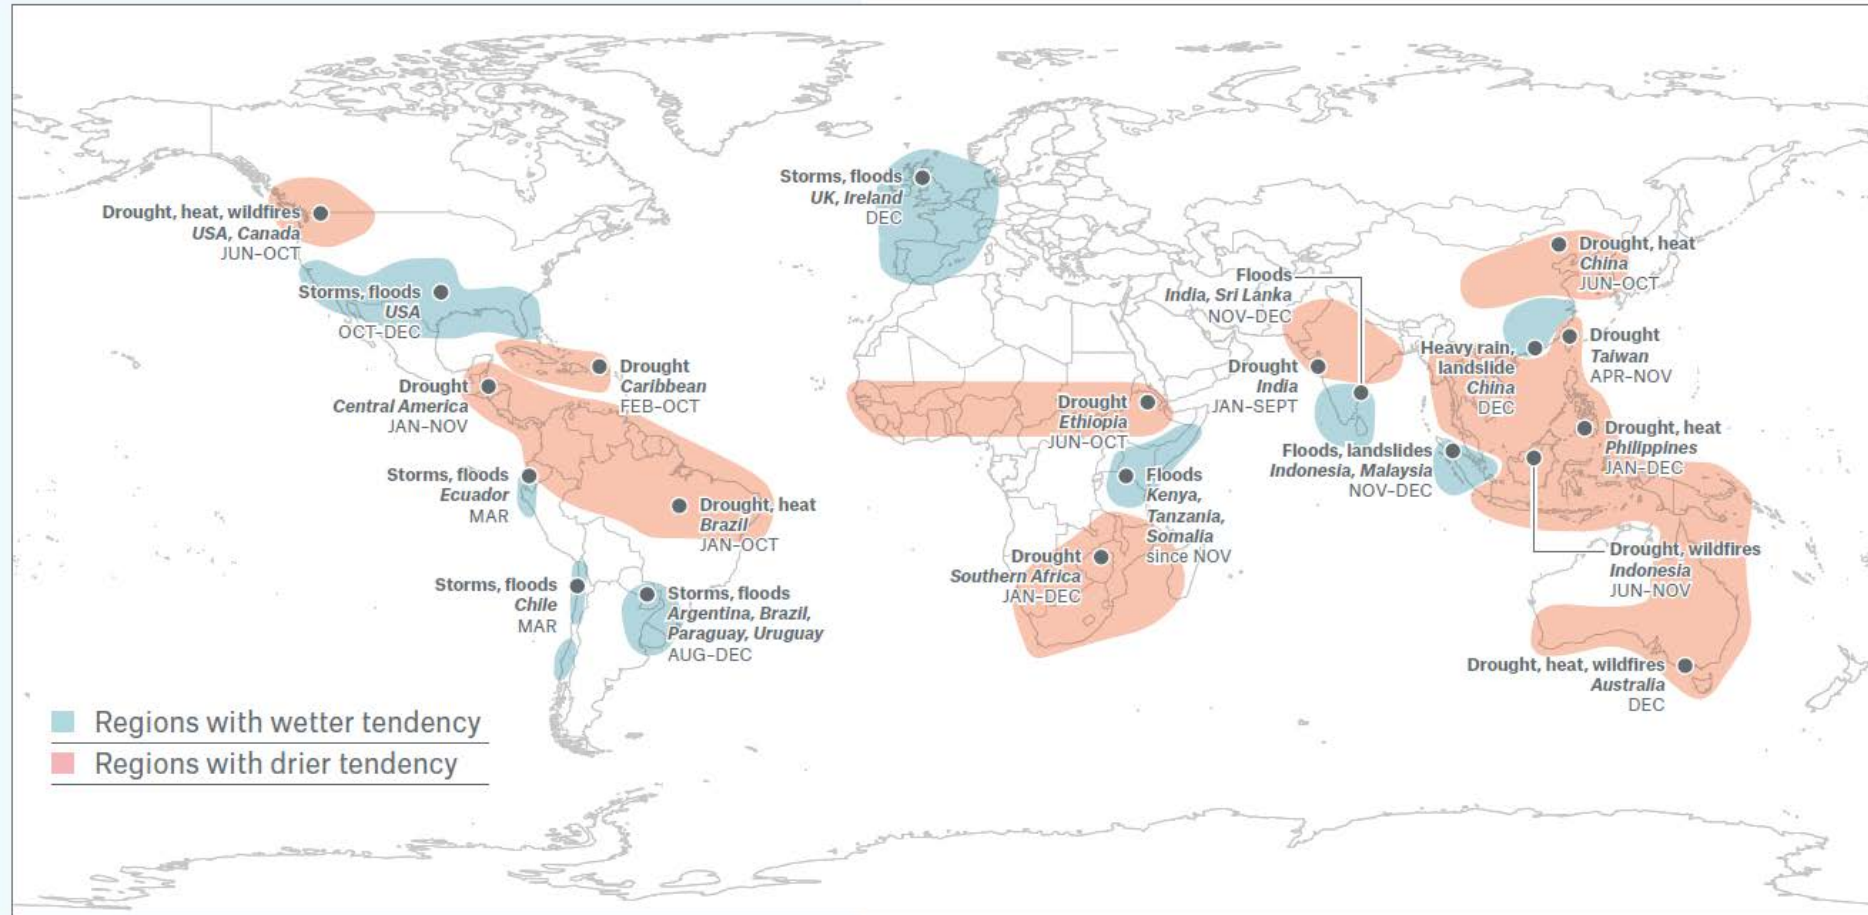 Drought, heat, wildfires
USA, Canada
JUN–OCT
Storms, floods
USA
OCT–DEC
Drought
Caribbean
FEB–OCT
Drought
Central America
JAN–NOV
Storms, floods
Ecuador
MAR
Drought, heat
Brazil
JAN–OCT
Storms, floods
Chile
MAR
Storms, floods
Argentina, Brazil,
Paraguay, Uruguay
AUG–DEC
Storms, floods
UK, Ireland
DEC
Drought
Ethiopia
JUN–OCT
Floods
Kenya,
Tanzania,
Somalia
since NOV
Drought
Southern Africa
JAN–DEC
Floods
India, Sri Lanka
NOV–DEC
Drought
India
JAN–SEPT
Drought, heat
China
JUN–OCT
Heavy rain,
landslide
China
DEC
Drought
Taiwan
APR–NOV
Floods, landslides
Indonesia, Malaysia
NOV–DEC
Drought, heat
Philippines
JAN–DEC
Drought, wildfires
Indonesia
JUN–NOV
Drought, heat, wildfires
Australia
DEC
Regions with wetter tendency
Regions with drier tendency